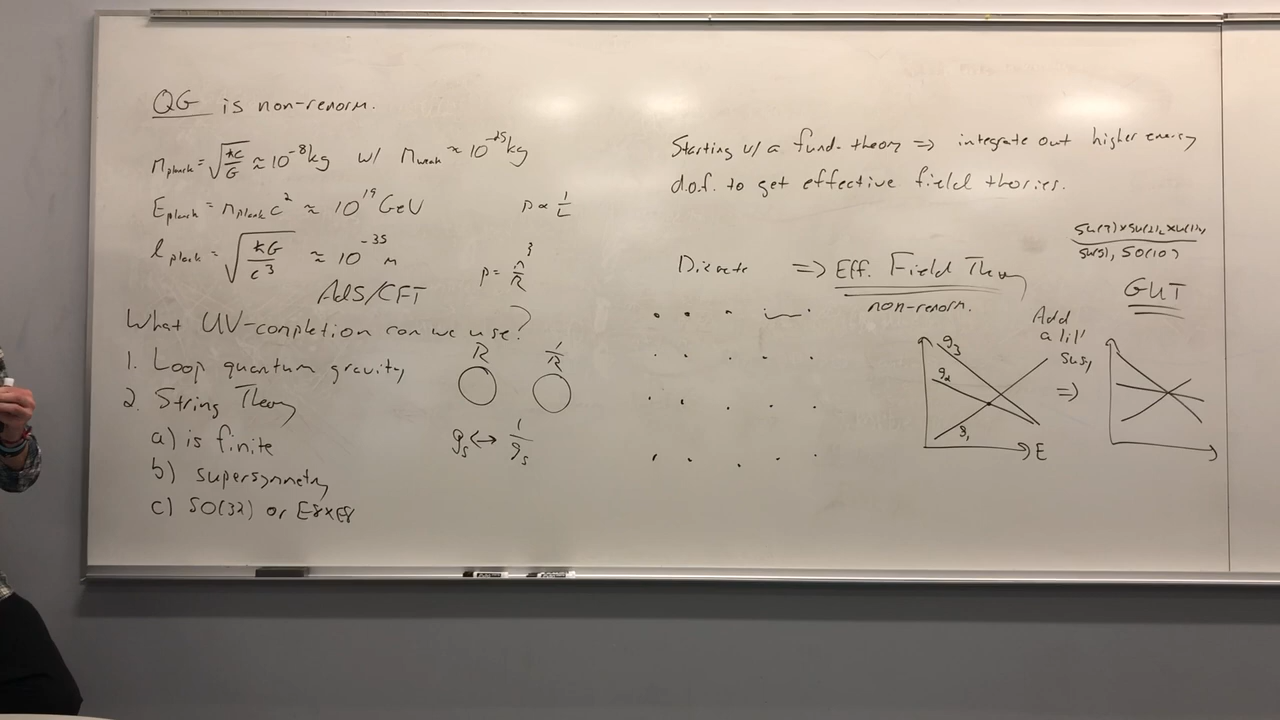 QG is non-renorm.
m_planck = √(ħc/G) ≈ 10^-8 kg w/ m_weak ≈ 10^-25 kg
E_planck = m_planck c² ≈ 10^19 GeV
p ∝ 1/L
l_planck = √(ħG/c³) ≈ 10^-35 m
p = n/R
AdS/CFT
What UV-completion can we use?
1. Loop quantum gravity
2. String Theory
a) is finite
b) supersymmetry
c) SO(32) or E8×E8
R 1/R
g_s ↔ 1/g_s
Starting w/ a fund. theory ⇒ integrate out higher energy
d.o.f. to get effective field theories.
Discrete ⇒ Eff. Field Theory
non-renorm.
SU(3)×SU(2)_L×U(1)_Y
SU(5), SO(10)
GUT
Add
a lil'
susy
⇒
g_3
g_2
g_1
E